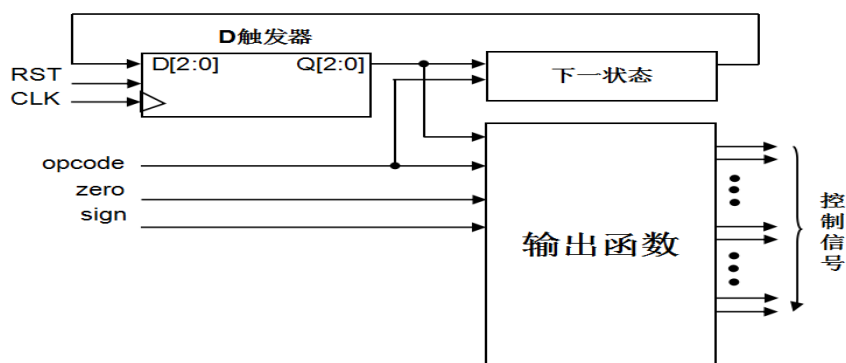 D触发器
D[2:0]
Q[2:0]
下一状态
RST
CLK
opcode
zero
sign
输出函数
控制信号